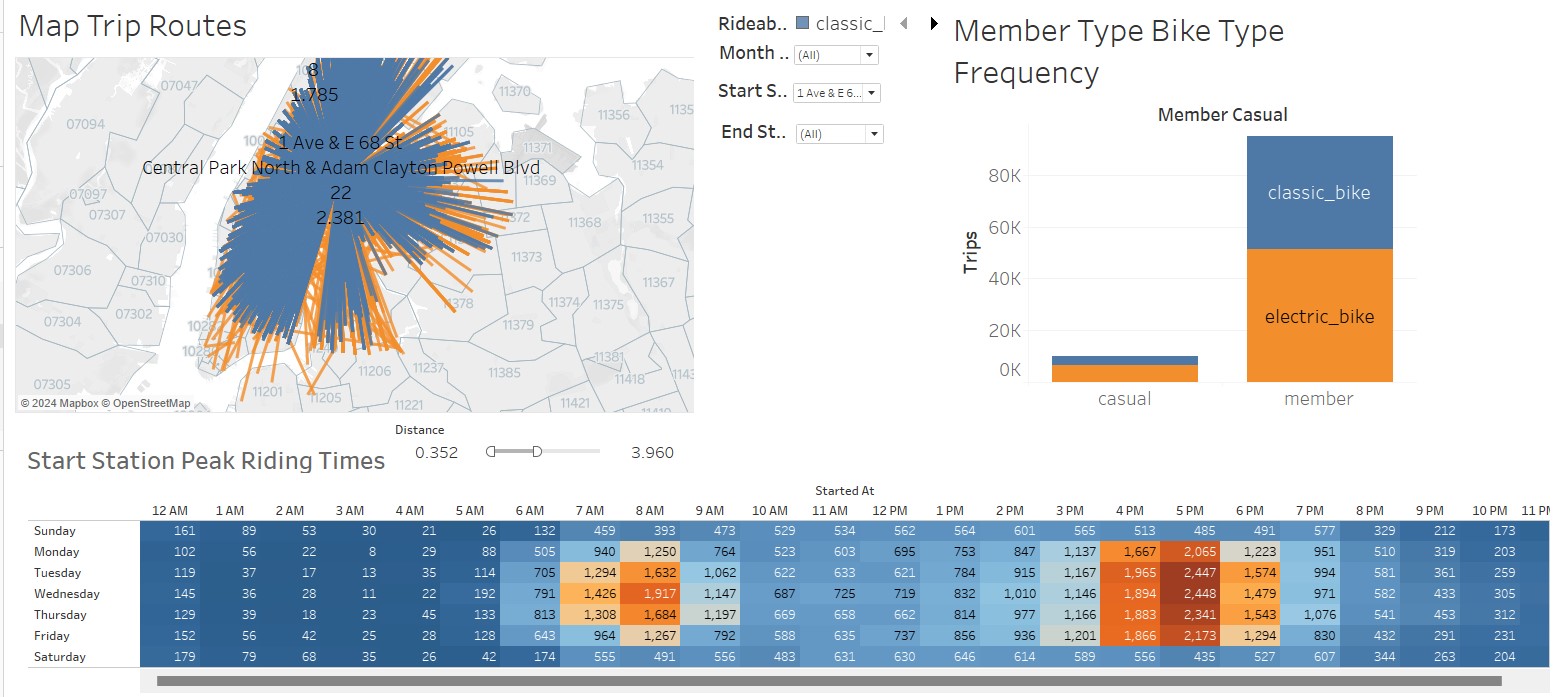 Map Trip Routes
8
1.785
1 Ave & E 68 St
Central Park North & Adam Clayton Powell Blvd
22
2.381
07047
07094
07097
07307
07030
07306
07310
07302
07304
07305
11370
11356
11105
11371
11354
11369
11368
11355
11373
11367
11378
11374
11375
11379
11381
11206
11237
11385
11418
11201
11205
11221
11421
© 2024 Mapbox © OpenStreetMap
Rideab.. classic_
Month .. (All)
Start S.. 1 Ave & E 6...
End St.. (All)
Member Type Bike Type
Frequency
Member Casual
Trips
80K
60K
40K
20K
0K
classic_bike
electric_bike
casual member
Distance
0.352 3.960
Start Station Peak Riding Times
Started At
12 AM 1 AM 2 AM 3 AM 4 AM 5 AM 6 AM 7 AM 8 AM 9 AM 10 AM 11 AM 12 PM 1 PM 2 PM 3 PM 4 PM 5 PM 6 PM 7 PM 8 PM 9 PM 10 PM 11 PM
Sunday 161 89 53 30 21 26 132 459 393 473 529 534 562 564 601 565 513 485 491 577 329 212 173
Monday 102 56 22 8 29 88 505 940 1,250 764 523 603 695 753 847 1,137 1,667 2,065 1,223 951 510 319 203
Tuesday 119 37 17 13 35 114 705 1,294 1,632 1,062 622 633 621 784 915 1,167 1,965 2,447 1,574 994 581 361 259
Wednesday 145 36 28 11 22 192 791 1,426 1,917 1,147 687 725 719 832 1,010 1,146 1,894 2,448 1,479 971 582 433 305
Thursday 129 39 18 23 45 133 813 1,308 1,684 1,197 669 658 662 814 977 1,166 1,883 2,341 1,543 1,076 541 453 312
Friday 152 56 42 25 28 128 643 964 1,267 792 588 635 737 856 936 1,201 1,866 2,173 1,294 830 432 291 231
Saturday 179 79 68 35 26 42 174 555 491 556 483 631 630 646 614 589 556 435 527 607 344 263 204